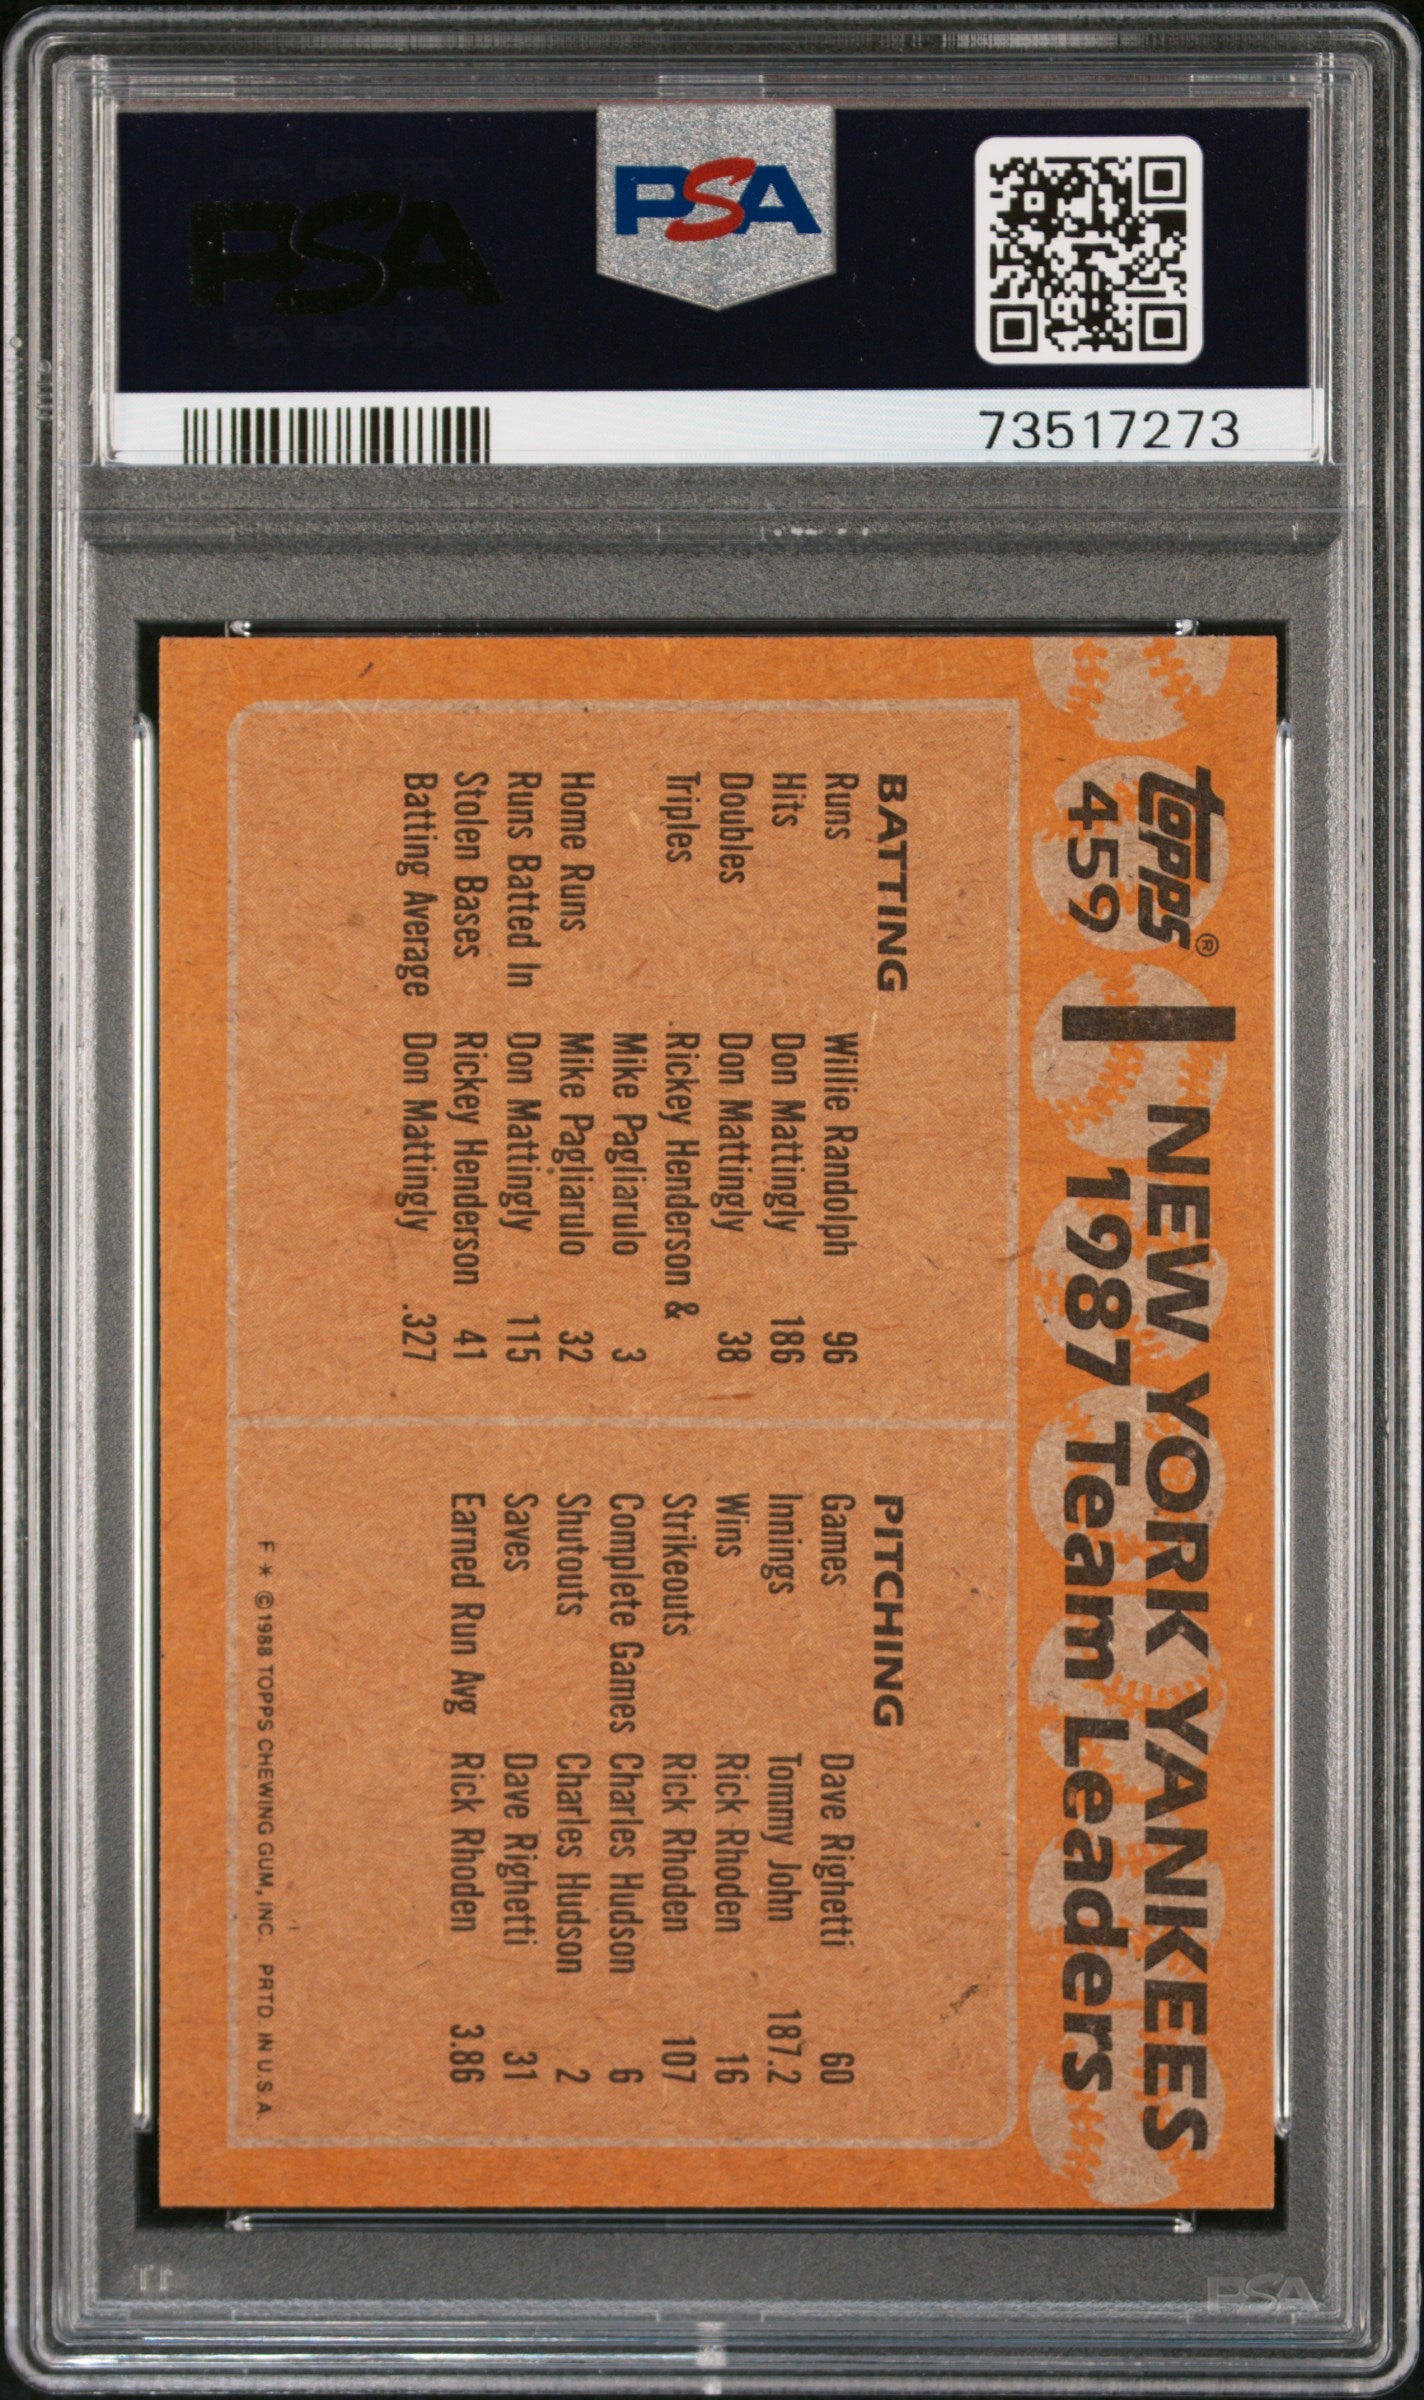 PSA
PSA
73517273
topps®
459
NEW YORK YANKEES
1987 Team Leaders
BATTING
Runs Willie Randolph 96
Hits Don Mattingly 186
Doubles Don Mattingly 38
Triples Rickey Henderson &
Mike Pagliarulo 3
Home Runs Mike Pagliarulo 32
Runs Batted In Don Mattingly 115
Stolen Bases Rickey Henderson 41
Batting Average Don Mattingly .327
PITCHING
Games Dave Righetti 60
Innings Tommy John 187.2
Wins Rick Rhoden 16
Strikeouts Rick Rhoden 107
Complete Games Charles Hudson 6
Shutouts Charles Hudson 2
Saves Dave Righetti 31
Earned Run Avg Rick Rhoden 3.86
F * © 1988 TOPPS CHEWING GUM, INC. PRTD. IN U.S.A.
PSA